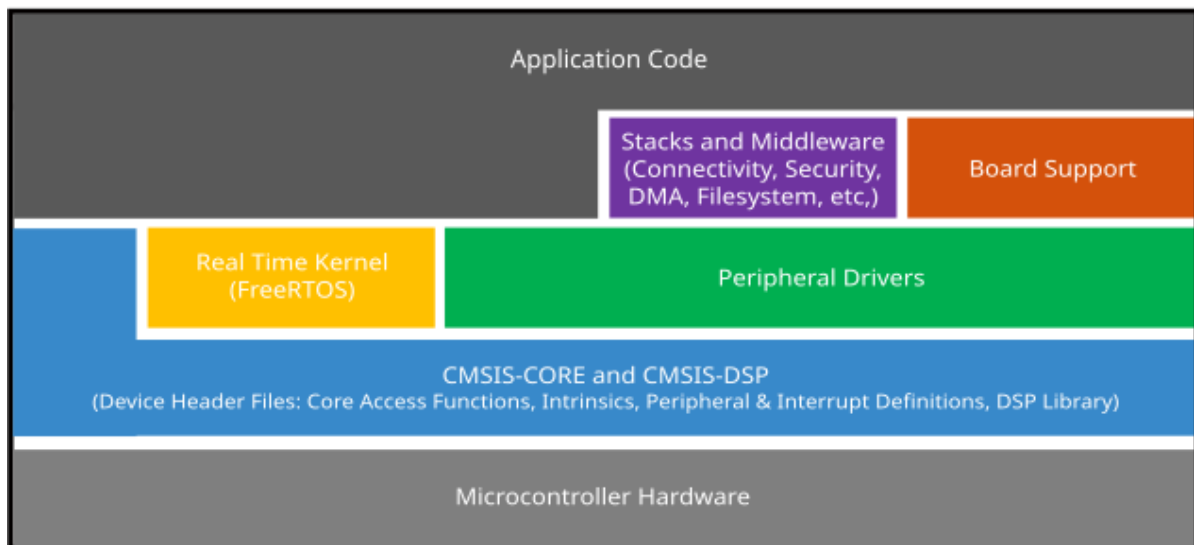 Application Code
Stacks and Middleware
(Connectivity, Security,
DMA, Filesystem, etc,)
Board Support
Real Time Kernel
(FreeRTOS)
Peripheral Drivers
CMSIS-CORE and CMSIS-DSP
(Device Header Files: Core Access Functions, Intrinsics, Peripheral & Interrupt Definitions, DSP Library)
Microcontroller Hardware